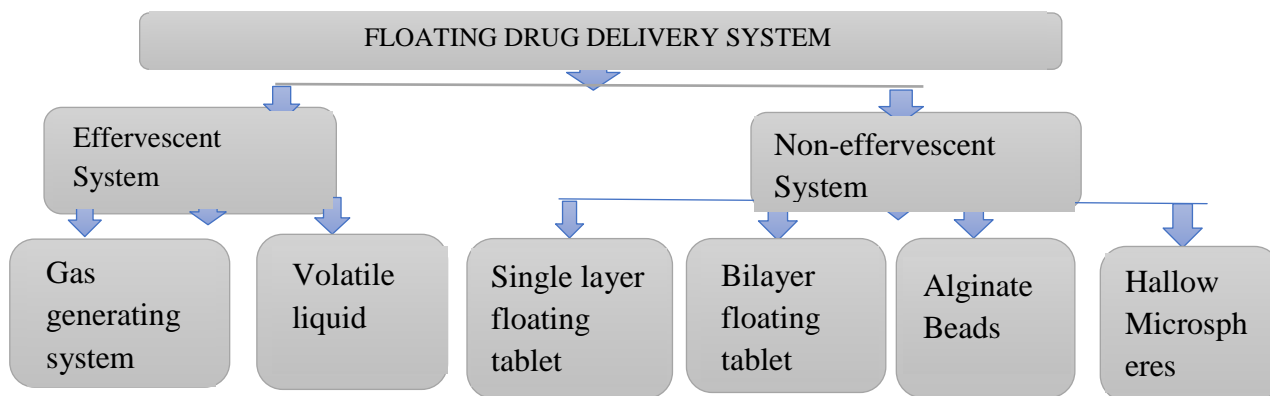 FLOATING DRUG DELIVERY SYSTEM
Effervescent
System
Non-effervescent
System
Gas
generating
system
Volatile
liquid
Single layer
floating
tablet
Bilayer
floating
tablet
Alginate
Beads
Hallow
Microsph
eres